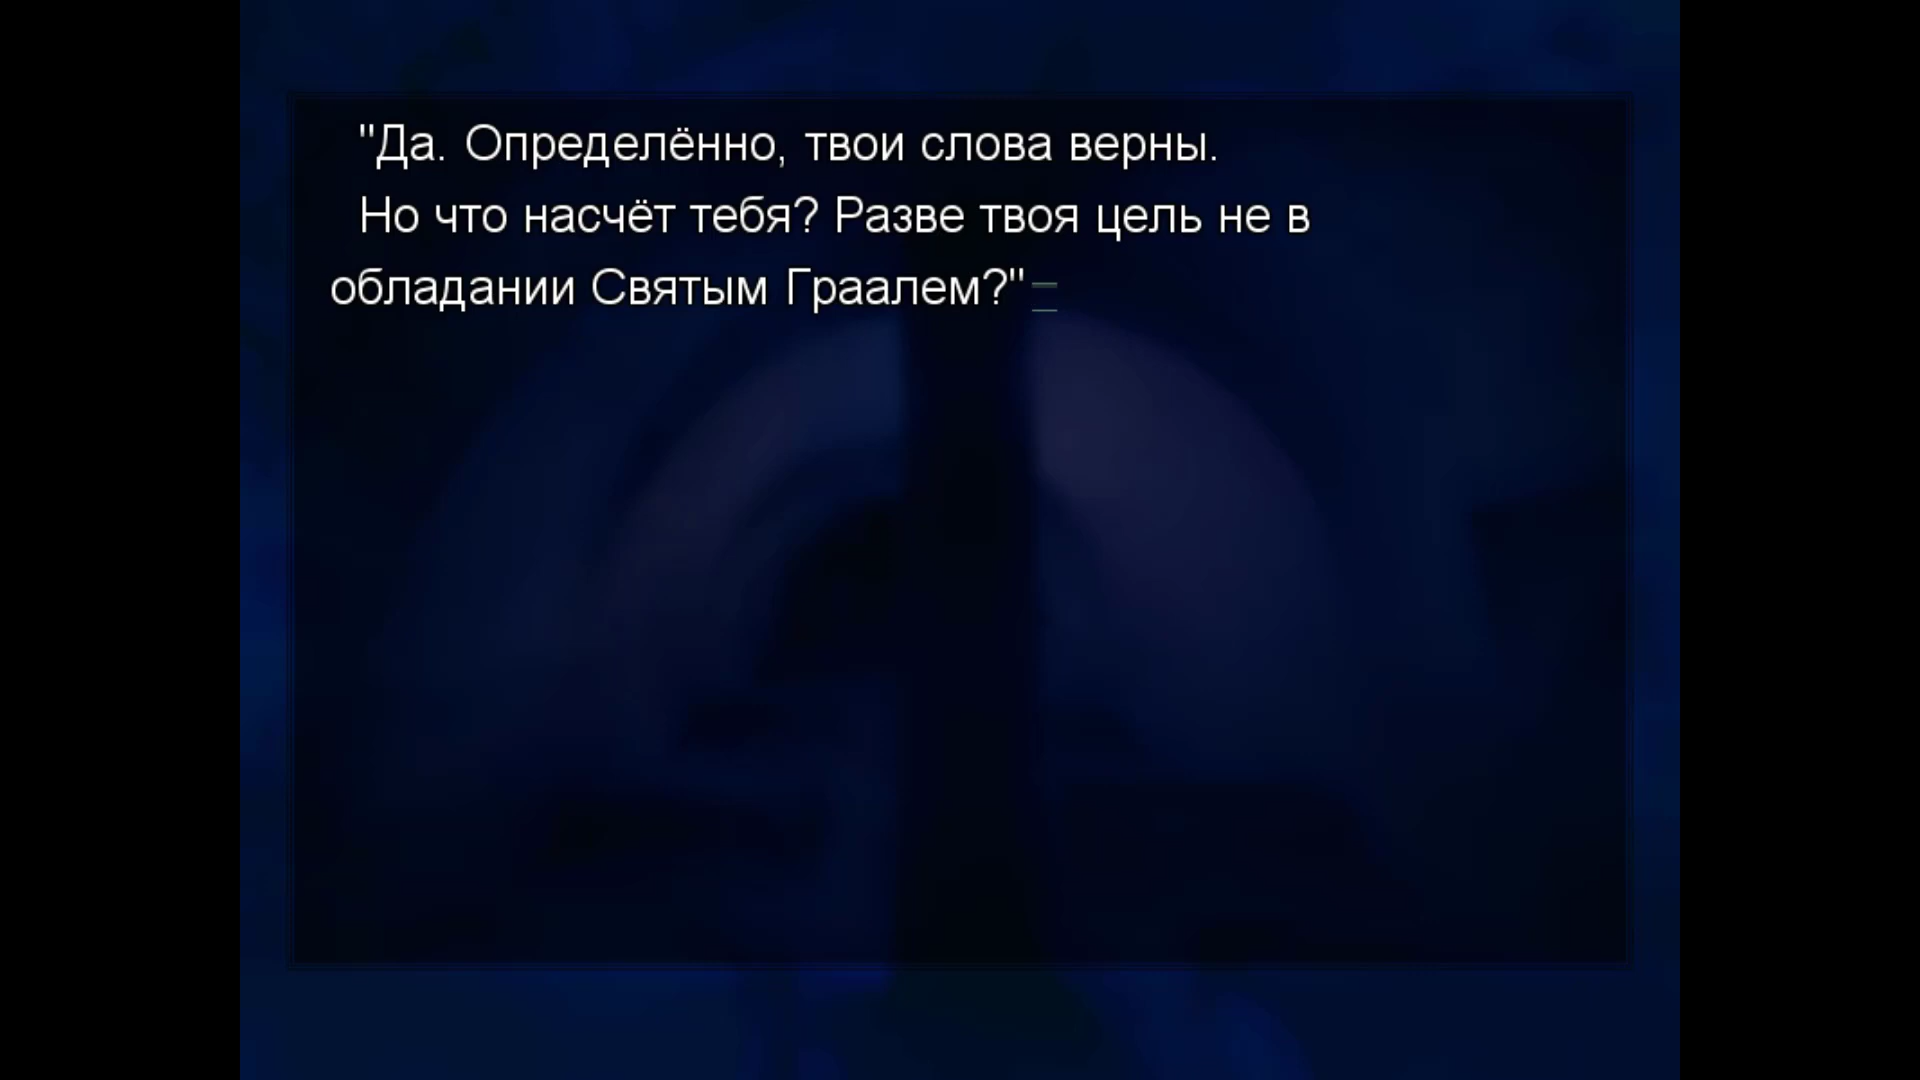 "Да. Определённо, твои слова верны.
Но что насчёт тебя? Разве твоя цель не в
обладании Святым Граалем?"